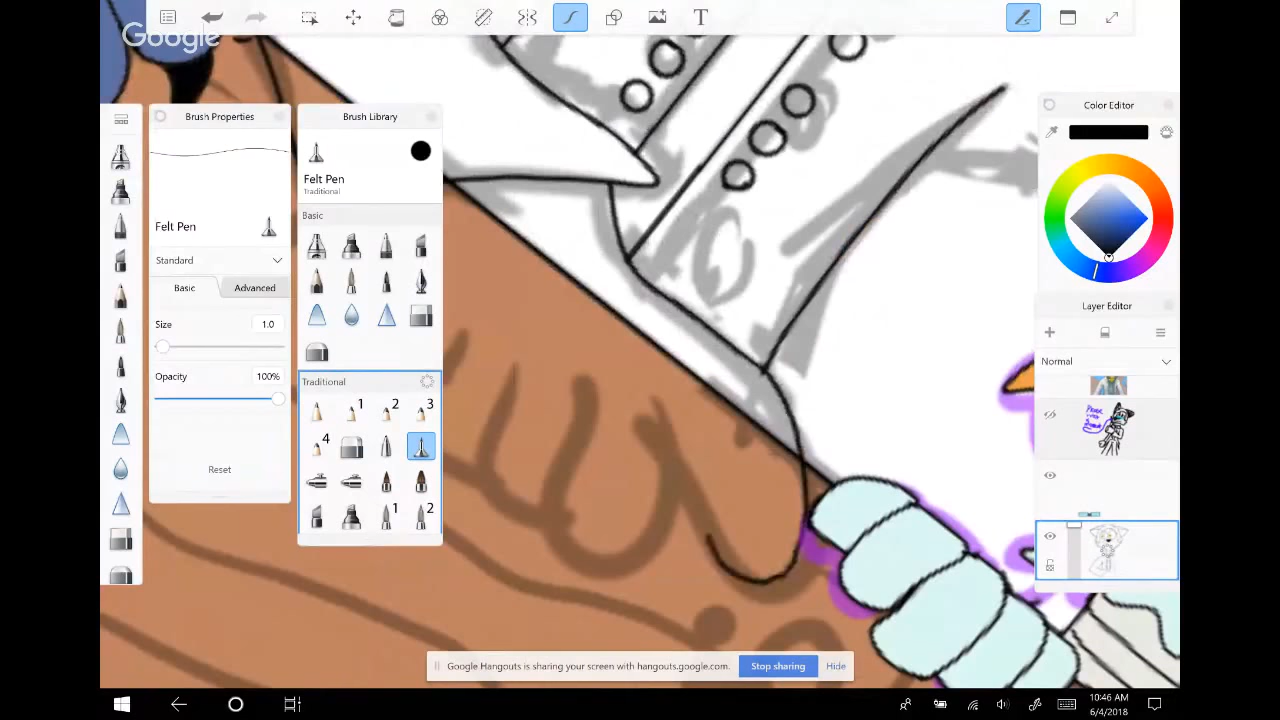 Google
T
Brush Properties
Brush Library
Color Editor
Felt Pen
Traditional
Felt Pen
Basic
Standard
Basic
Advanced
Size
1.0
Opacity
100%
Reset
Traditional
1
2
3
4
1
2
Layer Editor
Normal
Google Hangouts is sharing your screen with hangouts.google.com.
Stop sharing
Hide
10:46 AM
6/4/2018